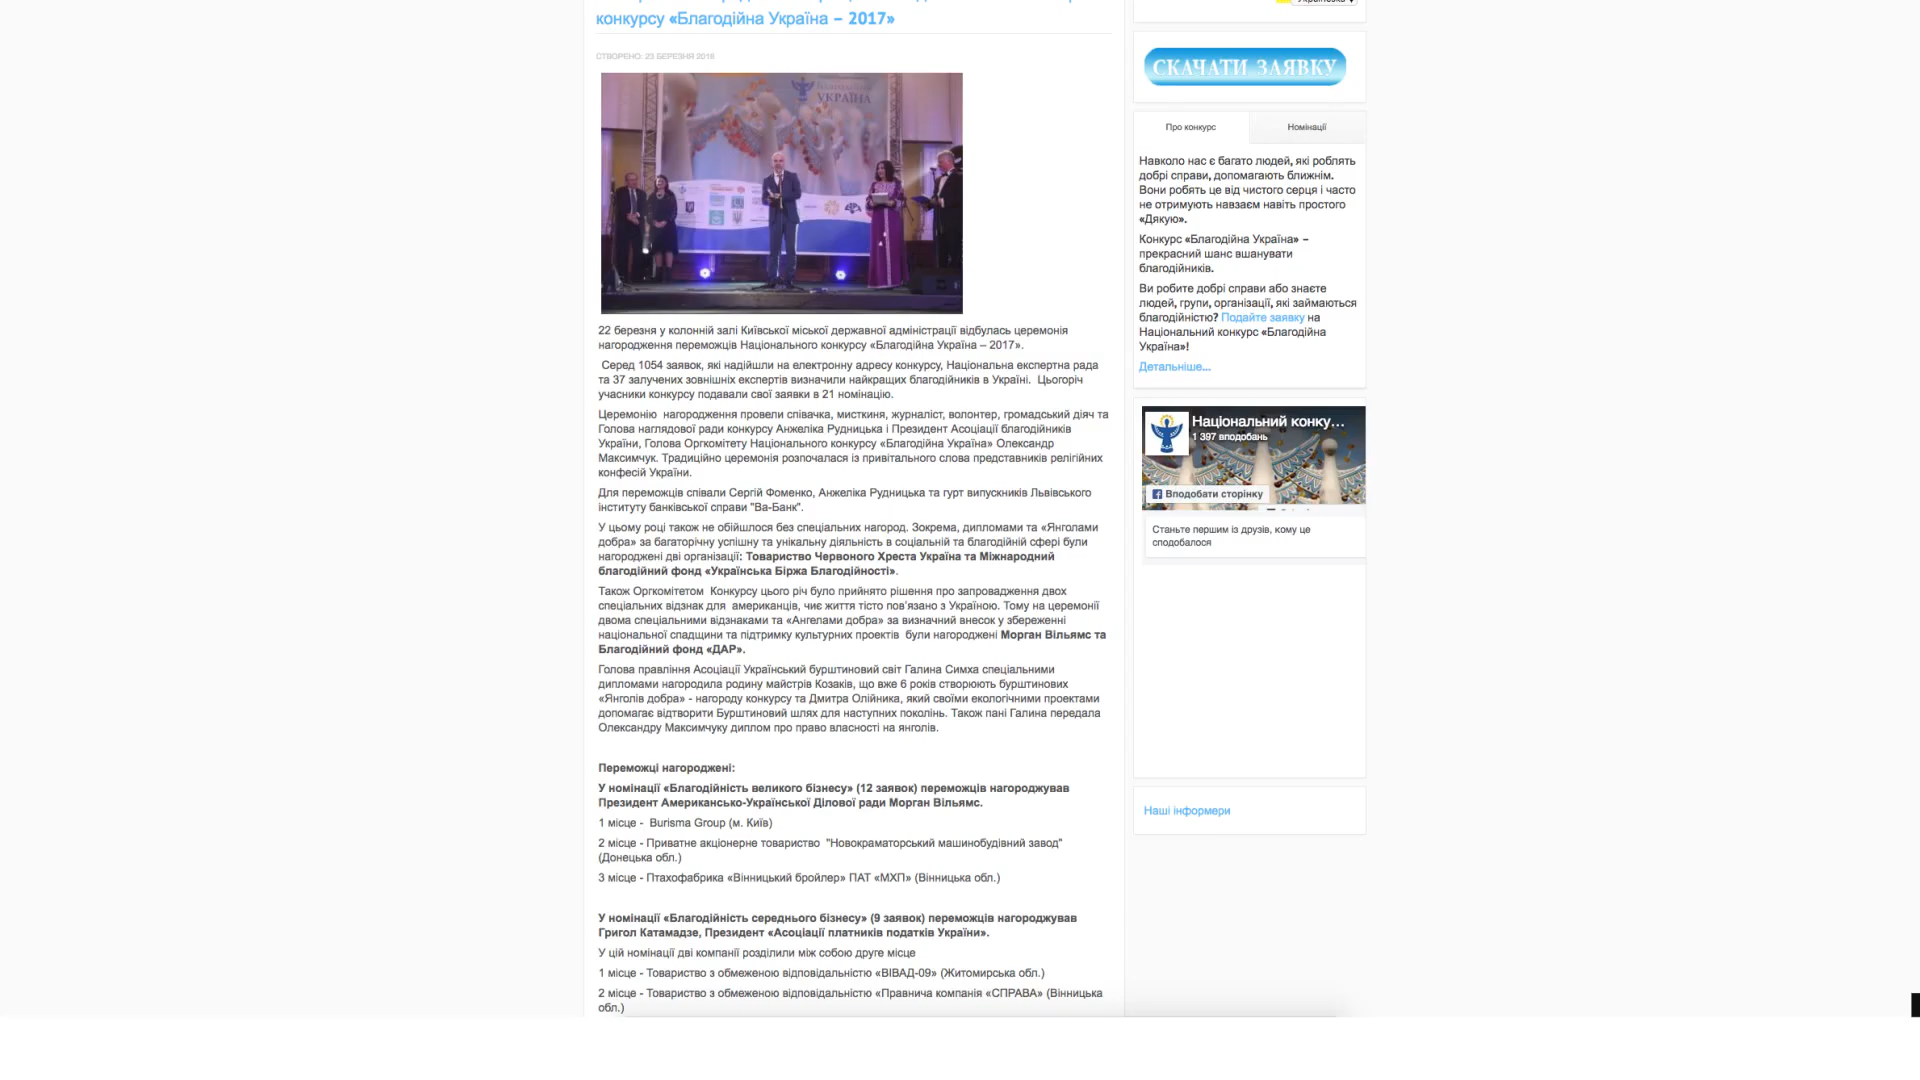 конкурсу «Благодійна Україна – 2017»
СТВОРЕНО: 23 БЕРЕЗНЯ 2018
УКРАЇНА
22 березня у колонній залі Київської міської державної адміністрації відбулась церемонія
нагородження переможців Національного конкурсу «Благодійна Україна – 2017».
Серед 1054 заявок, які надійшли на електронну адресу конкурсу, Національна експертна рада
та 37 залучених зовнішніх експертів визначили найкращих благодійників в Україні. Цьогоріч
учасники конкурсу подавали свої заявки в 21 номінацію.
Церемонію нагородження провели співачка, мисткиня, журналіст, волонтер, громадський діяч та
Голова наглядової ради конкурсу Анжеліка Рудницька і Президент Асоціації благодійників
України, Голова Оргкомітету Національного конкурсу «Благодійна Україна» Олександр
Максимчук. Традиційно церемонія розпочалася із привітального слова представників релігійних
конфесій України.
Для переможців співали Сергій Фоменко, Анжеліка Рудницька та гурт випускників Львівського
інституту банківської справи "Ва-Банк".
У цьому році також не обійшлося без спеціальних нагород. Зокрема, дипломами та «Янголами
добра» за багаторічну успішну та унікальну діяльність в соціальній та благодійній сфері були
нагороджені дві організації: Товариство Червоного Хреста Україна та Міжнародний
благодійний фонд «Українська Біржа Благодійності».
Також Оргкомітетом Конкурсу цього річ було прийнято рішення про запровадження двох
спеціальних відзнак для американців, чиє життя тісто пов'язано з Україною. Тому на церемонії
двома спеціальними відзнаками та «Ангелами добра» за визначний внесок у збереженні
національної спадщини та підтримку культурних проектів були нагороджені Морган Вільямс та
Благодійний фонд «ДАР».
Голова правління Асоціації Український бурштиновий світ Галина Симха спеціальними
дипломами нагородила родину майстрів Козаків, що вже 6 років створюють бурштинових
«Янголів добра» - нагороду конкурсу та Дмитра Олійника, який своїми екологічними проектами
допомагає відтворити Бурштиновий шлях для наступних поколінь. Також пані Галина передала
Олександру Максимчуку диплом про право власності на янголів.
Переможці нагороджені:
У номінації «Благодійність великого бізнесу» (12 заявок) переможців нагороджував
Президент Американсько-Української Ділової ради Морган Вільямс.
1 місце - Burisma Group (м. Київ)
2 місце - Приватне акціонерне товариство "Новокраматорський машинобудівний завод"
(Донецька обл.)
3 місце - Птахофабрика «Вінницький бройлер» ПАТ «МХП» (Вінницька обл.)
У номінації «Благодійність середнього бізнесу» (9 заявок) переможців нагороджував
Григол Катамадзе, Президент «Асоціації платників податків України».
У цій номінації дві компанії розділили між собою друге місце
1 місце - Товариство з обмеженою відповідальністю «ВІВАД-09» (Житомирська обл.)
2 місце - Товариство з обмеженою відповідальністю «Правнича компанія «СПРАВА» (Вінницька
обл.)
СКАЧАТИ ЗАЯВКУ
Про конкурс
Номінації
Навколо нас є багато людей, які роблять
добрі справи, допомагають ближнім.
Вони робять це від чистого серця і часто
не отримують навзаєм навіть простого
«Дякую».
Конкурс «Благодійна Україна» –
прекрасний шанс вшанувати
благодійників.
Ви робите добрі справи або знаєте
людей, групи, організації, які займаються
благодійністю? Подайте заявку на
Національний конкурс «Благодійна
Україна»!
Детальніше...
Національний конку...
1 397 вподобань
Вподобати сторінку
Станьте першим із друзів, кому це
сподобалося
Наші інформери